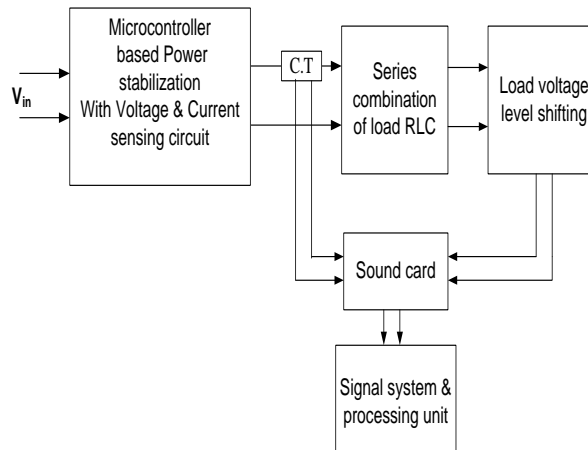 Microcontroller
based Power
stabilization
With Voltage & Current
sensing circuit
V_in
C.T
Series
combination
of load RLC
Load voltage
level shifting
Sound card
Signal system &
processing unit